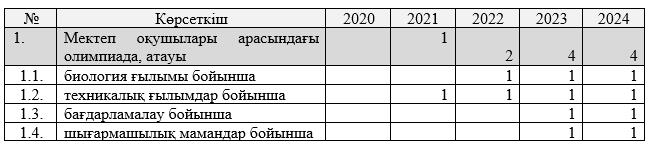 № Көрсеткіш 2020 2021 2022 2023 2024
1. Мектеп оқушылары арасындағы 1
олимпиада, атауы 2 4 4
1.1. биология ғылымы бойынша 1 1 1
1.2. техникалық ғылымдар бойынша 1 1 1 1
1.3. бағдарламалау бойынша 1 1
1.4. шығармашылық мамандар бойынша 1 1